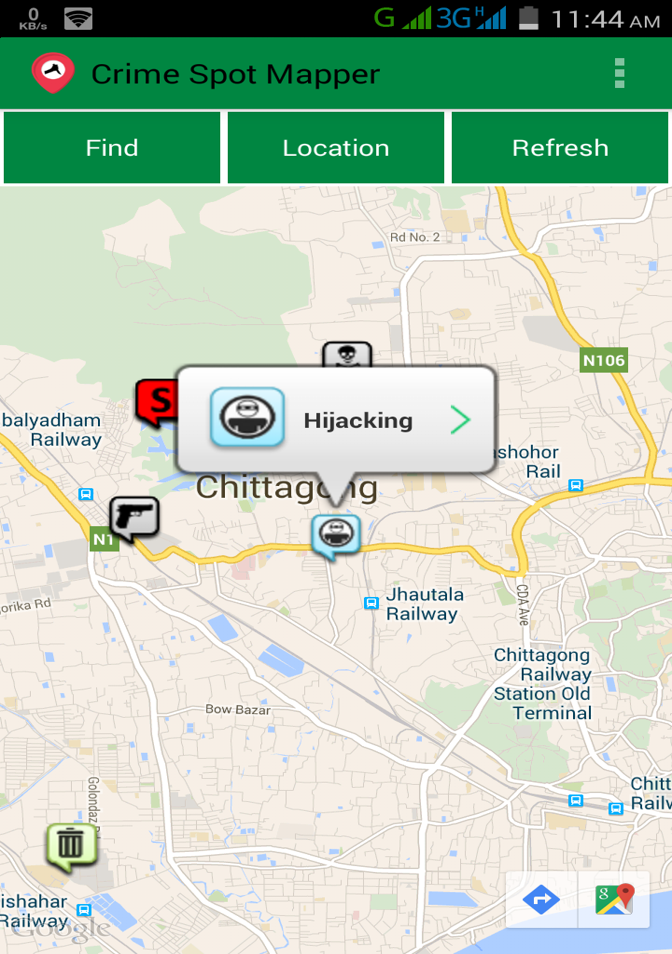 0
KB/s
G 3G H 11:44 AM
Crime Spot Mapper
Find
Location
Refresh
Rd No. 2
N106
S
Hijacking
balyadham
Railway
shohor
Rail
Chittagong
N1
Jhautala
Railway
orika Rd
CDA Ave
Chittagong
Railway
Station Old
Terminal
Bow Bazar
Golondaz
Chitt
Railw
ishahar
Railway
Google
8